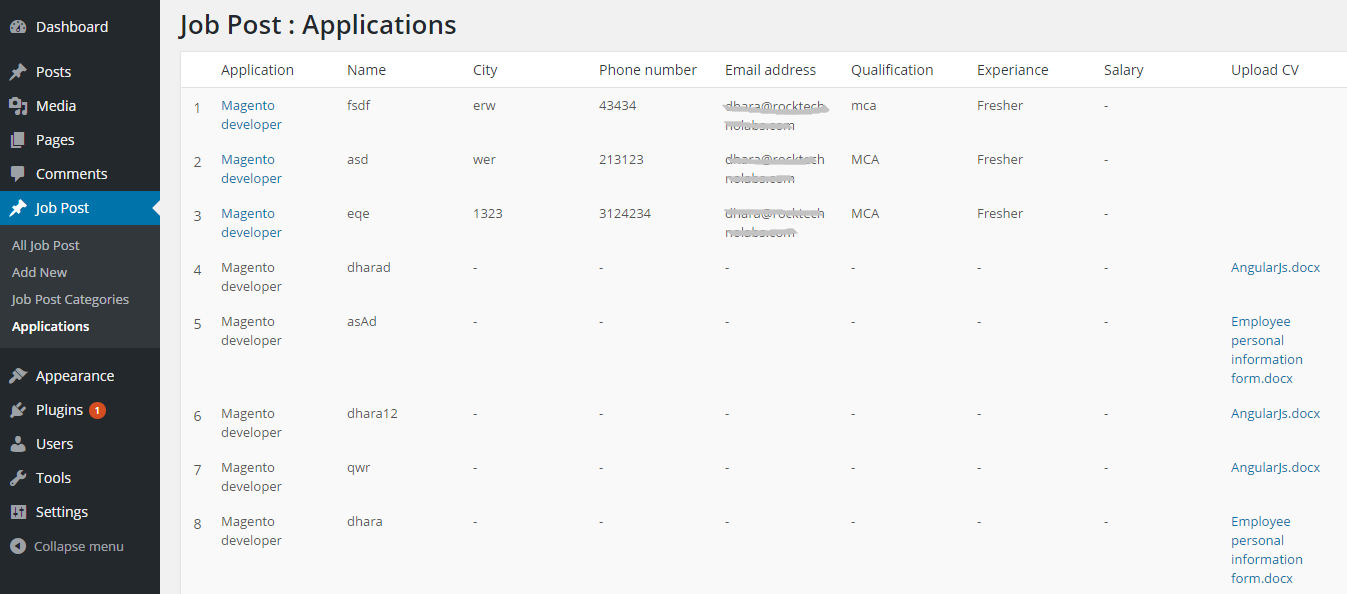 Dashboard
Posts
Media
Pages
Comments
Job Post
All Job Post
Add New
Job Post Categories
Applications
Appearance
Plugins 1
Users
Tools
Settings
Collapse menu
Job Post : Applications
Application Name City Phone number Email address Qualification Experiance Salary Upload CV
1 Magento fsdf erw 43434 mca Fresher -
developer
2 Magento asd wer 213123 MCA Fresher -
developer
3 Magento eqe 1323 3124234 MCA Fresher -
developer
4 Magento dharad - - - - - - AngularJs.docx
developer
5 Magento asAd - - - - - - Employee
developer personal
information
form.docx
6 Magento dhara12 - - - - - - AngularJs.docx
developer
7 Magento qwr - - - - - - AngularJs.docx
developer
8 Magento dhara - - - - - - Employee
developer personal
information
form.docx